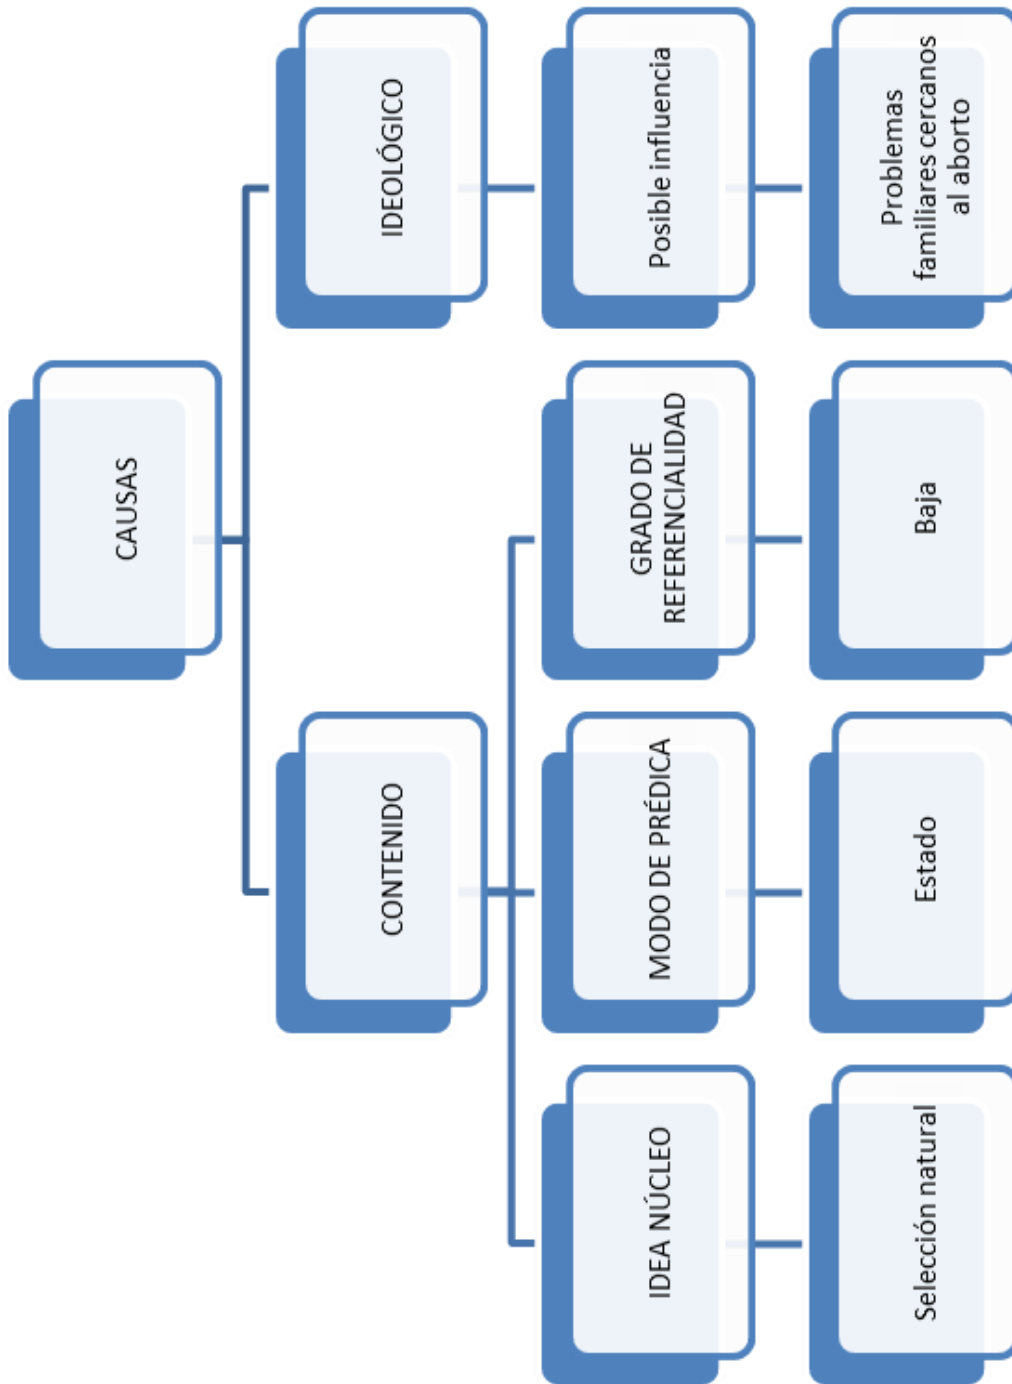 CAUSAS
CONTENIDO
IDEOLÓGICO
IDEA NÚCLEO
MODO DE PRÉDICA
GRADO DE
REFERENCIALIDAD
Posible influencia
Selección natural
Estado
Baja
Problemas
familiares cercanos
al aborto